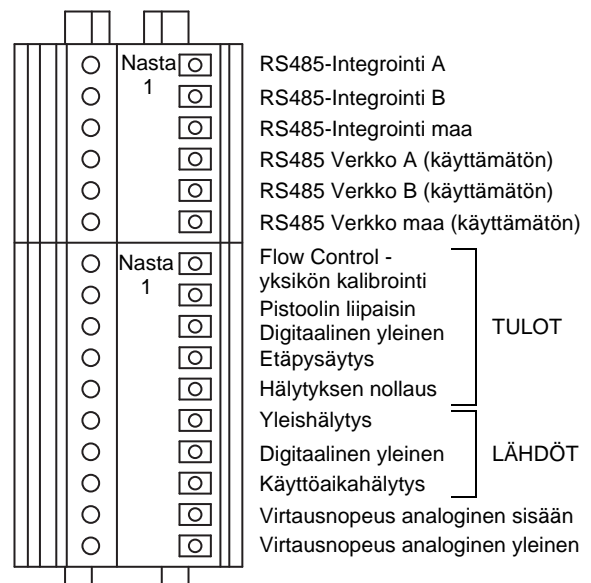 Nasta
1
RS485-Integrointi A
RS485-Integrointi B
RS485-Integrointi maa
RS485 Verkko A (käyttämätön)
RS485 Verkko B (käyttämätön)
RS485 Verkko maa (käyttämätön)
Nasta
1
Flow Control -
yksikön kalibrointi
Pistoolin liipaisin
Digitaalinen yleinen
Etäpysäytys
Hälytyksen nollaus
TULOT
Yleishälytys
Digitaalinen yleinen
Käyttöaikahälytys
LÄHDÖT
Virtausnopeus analoginen sisään
Virtausnopeus analoginen yleinen